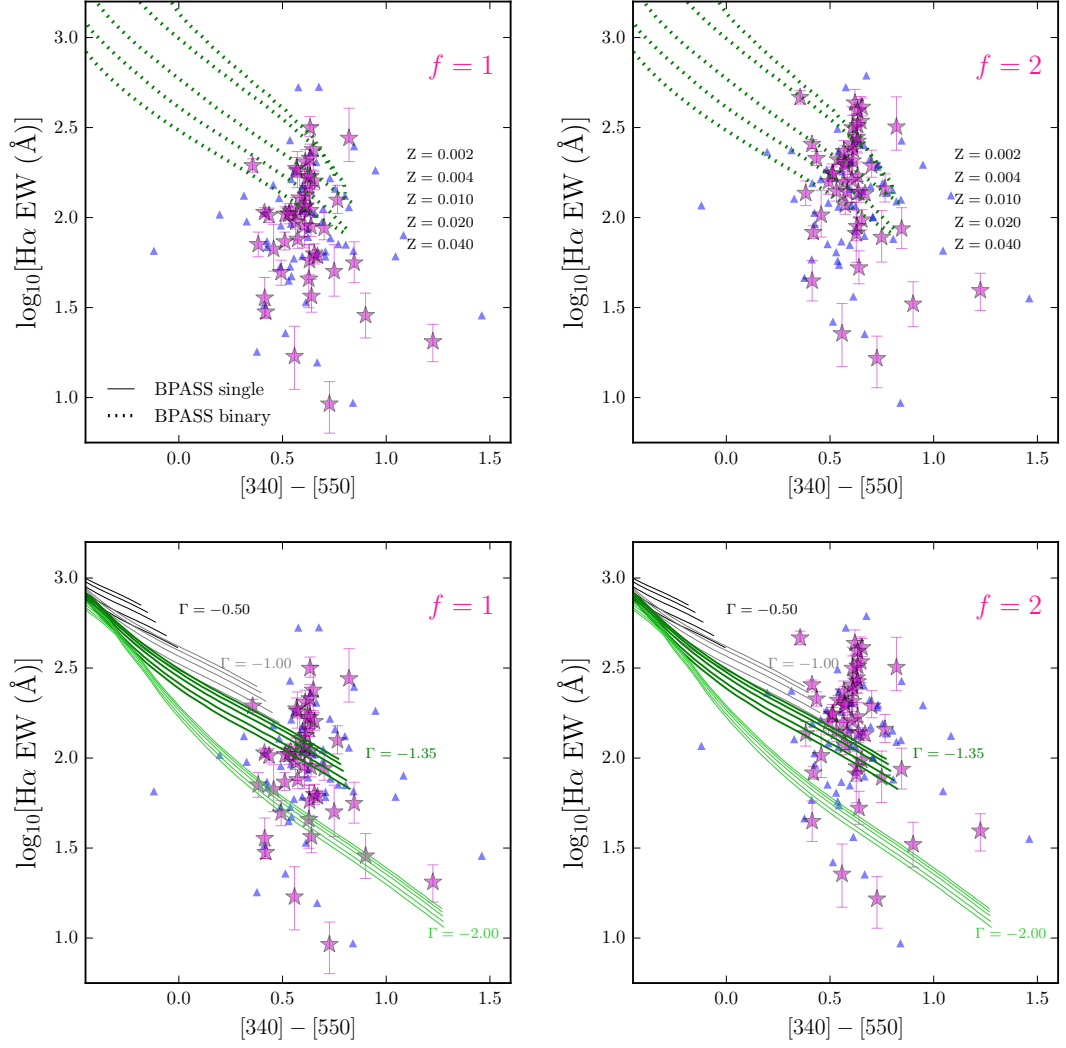 3.0
2.5
2.0
1.5
1.0
log₁₀[Hα EW (Å)]
f = 1
Z = 0.002
Z = 0.004
Z = 0.010
Z = 0.020
Z = 0.040
BPASS single
BPASS binary
0.0 0.5 1.0 1.5
[340] − [550]
3.0
2.5
2.0
1.5
1.0
log₁₀[Hα EW (Å)]
f = 2
Z = 0.002
Z = 0.004
Z = 0.010
Z = 0.020
Z = 0.040
0.0 0.5 1.0 1.5
[340] − [550]
3.0
2.5
2.0
1.5
1.0
log₁₀[Hα EW (Å)]
f = 1
Γ = −0.50
Γ = −1.00
Γ = −1.35
Γ = −2.00
0.0 0.5 1.0 1.5
[340] − [550]
3.0
2.5
2.0
1.5
1.0
log₁₀[Hα EW (Å)]
f = 2
Γ = −0.50
Γ = −1.00
Γ = −1.35
Γ = −2.00
0.0 0.5 1.0 1.5
[340] − [550]